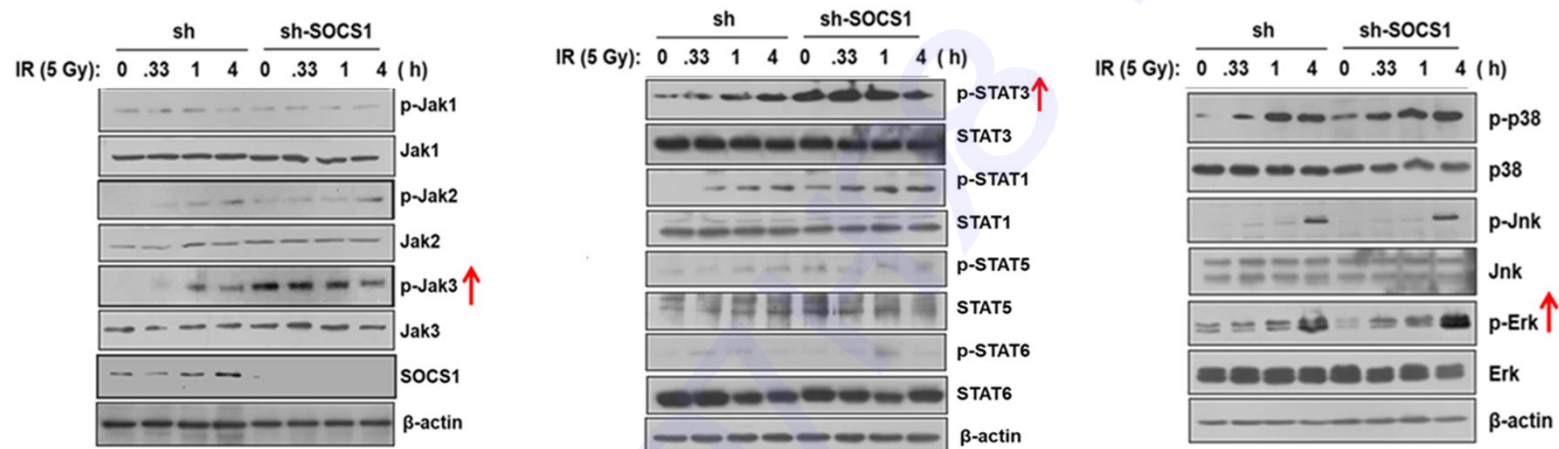 sh sh-SOCS1
IR (5 Gy): 0 .33 1 4 0 .33 1 4 ( h)
p-Jak1
Jak1
p-Jak2
Jak2
p-Jak3
Jak3
SOCS1
β-actin
sh sh-SOCS1
IR (5 Gy): 0 .33 1 4 0 .33 1 4 ( h)
p-STAT3
STAT3
p-STAT1
STAT1
p-STAT5
STAT5
p-STAT6
STAT6
β-actin
sh sh-SOCS1
IR (5 Gy): 0 .33 1 4 0 .33 1 4 ( h)
p-p38
p38
p-Jnk
Jnk
p-Erk
Erk
β-actin